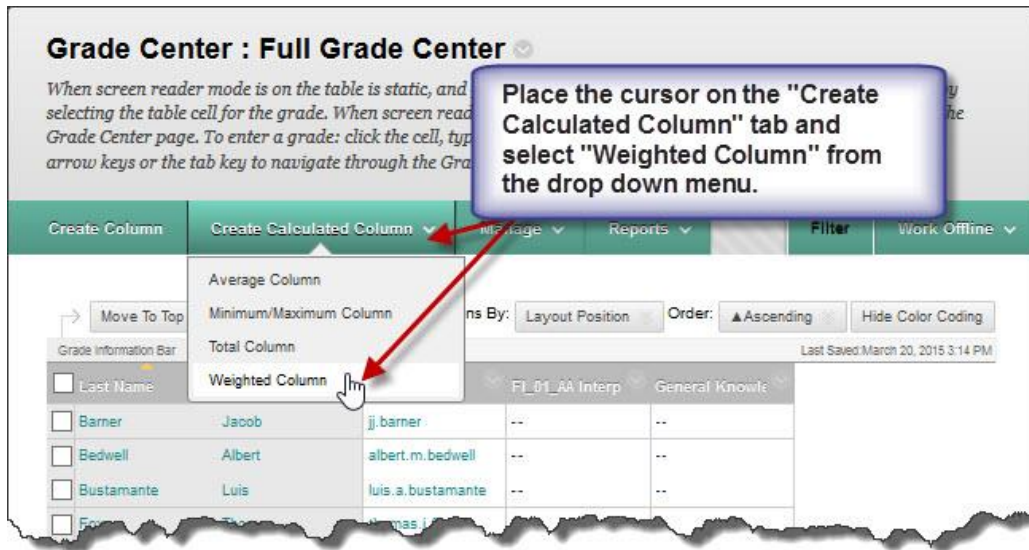 Grade Center : Full Grade Center
When screen reader mode is on the table is static, and
selecting the table cell for the grade. When screen read
Grade Center page. To enter a grade: click the cell, typ
arrow keys or the tab key to navigate through the Gra
Place the cursor on the "Create
Calculated Column" tab and
select "Weighted Column" from
the drop down menu.
Create Column Create Calculated Column Manage Reports Filter Work Offline
Average Column
Minimum/Maximum Column
Total Column
Weighted Column
Move To Top ns By: Layout Position Order: ▲Ascending Hide Color Coding
Grade Information Bar Last Saved:March 20, 2015 3:14 PM
Last Name FI_01_AA Interp General Knowle
Barner Jacob jj.barner -- --
Bedwell Albert albert.m.bedwell -- --
Bustamante Luis luis.a.bustamante -- --